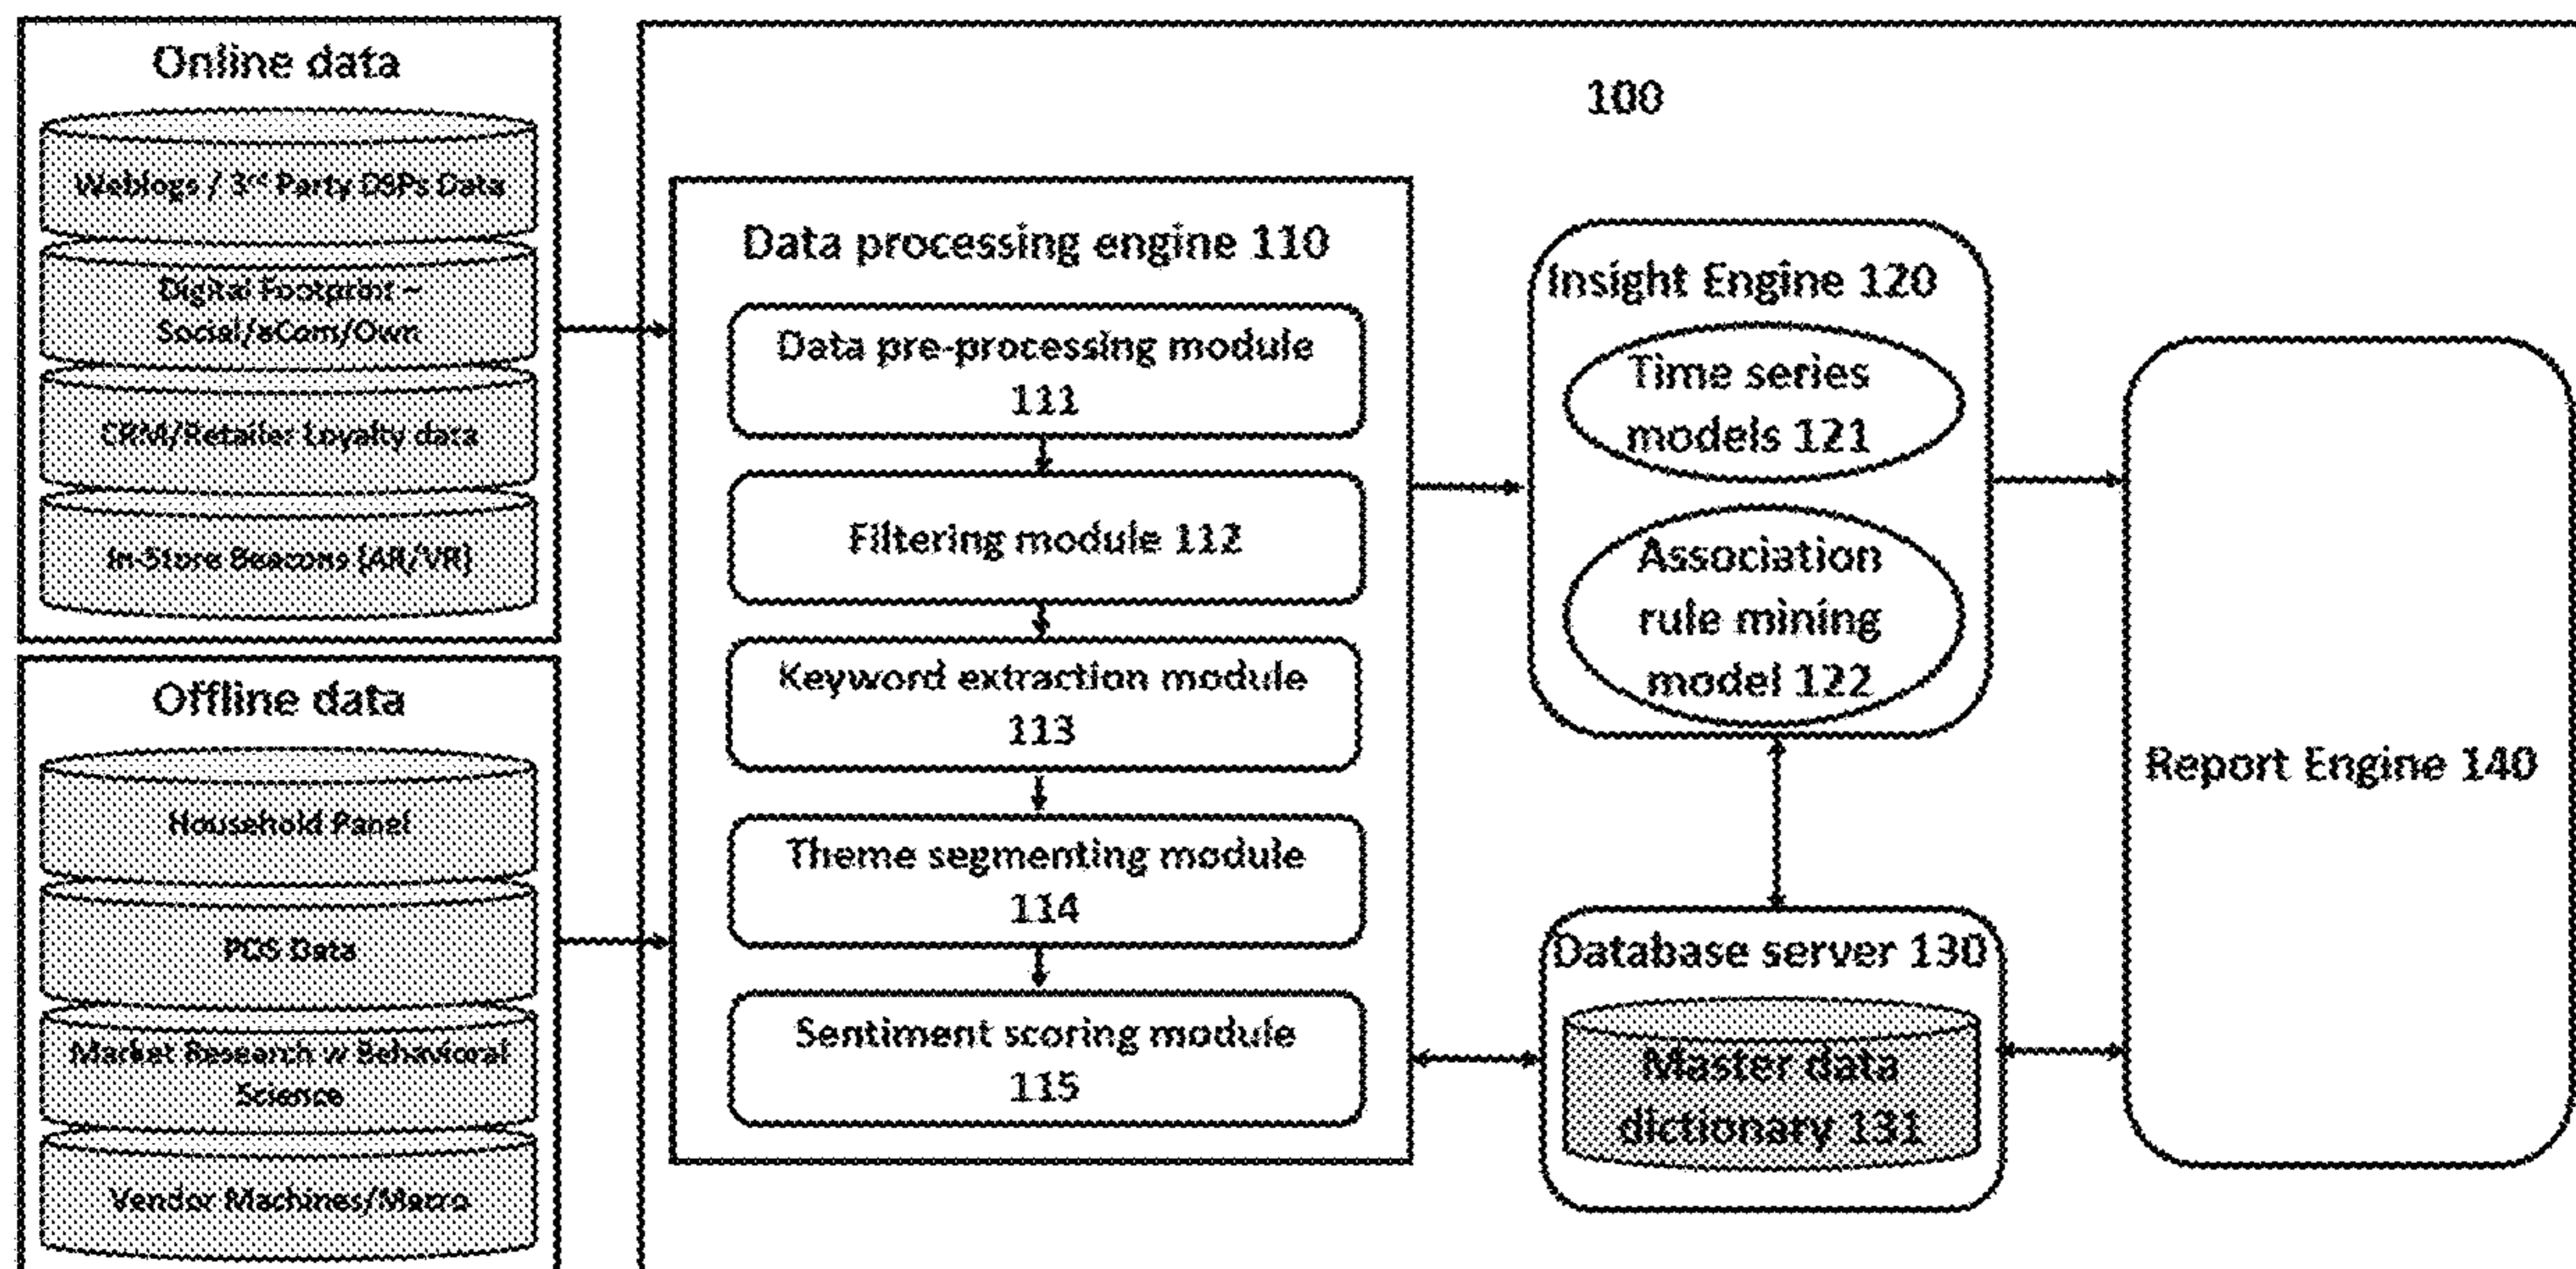 Online data
Weblogs / 3rd Party DSPs Data
Digital Footprint –
Social/eCom/Own
CRM/Retailer Loyalty data
In-Store Beacons (AR/VR)
Offline data
Household Panel
POS Data
Market Research w Behavioral
Science
Vendor Machines/Macro
100
Data processing engine 110
Data pre-processing module
111
Filtering module 112
Keyword extraction module
113
Theme segmenting module
114
Sentiment scoring module
115
Insight Engine 120
Time series
models 121
Association
rule mining
model 122
Database server 130
Master data
dictionary 131
Report Engine 140